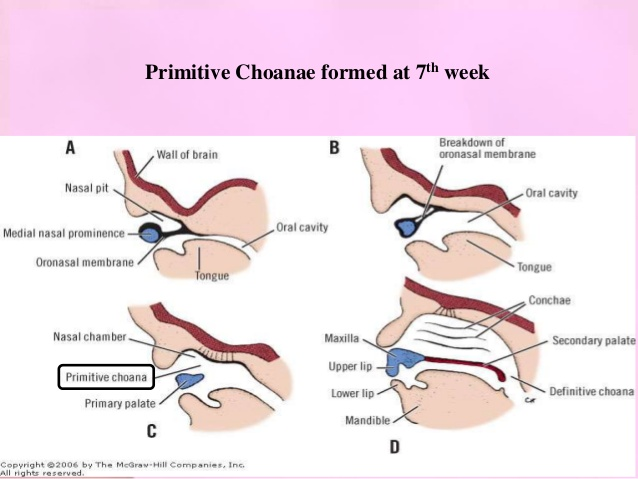 Primitive Choanae formed at 7th week
A
Wall of brain
Nasal pit
Medial nasal prominence
Oral cavity
Oronasal membrane
Tongue
B
Breakdown of
oronasal membrane
Oral cavity
Tongue
Nasal chamber
Primitive choana
Primary palate
C
Conchae
Maxilla
Secondary palate
Upper lip
Lower lip
Definitive choana
Mandible
D
Copyright ©2006 by The McGraw-Hill Companies, Inc.
All rights reserved.